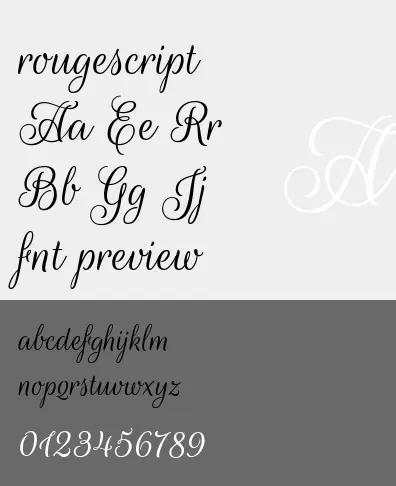 rougescript
Aa Ee Rr
A
Bb Gg Jj
fnt preview
abcdefghijklm
nopqrstuvwxyz
0123456789